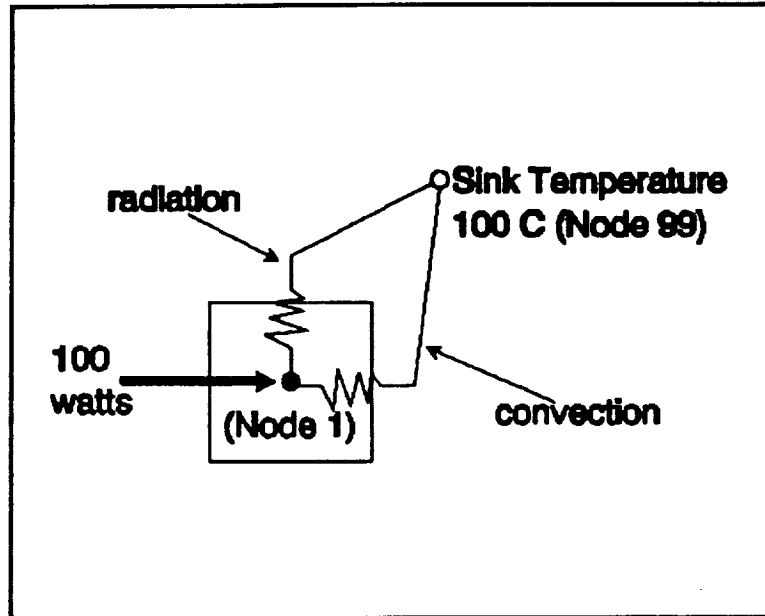 Sink Temperature
100 C (Node 99)
radiation
100
watts
(Node 1)
convection